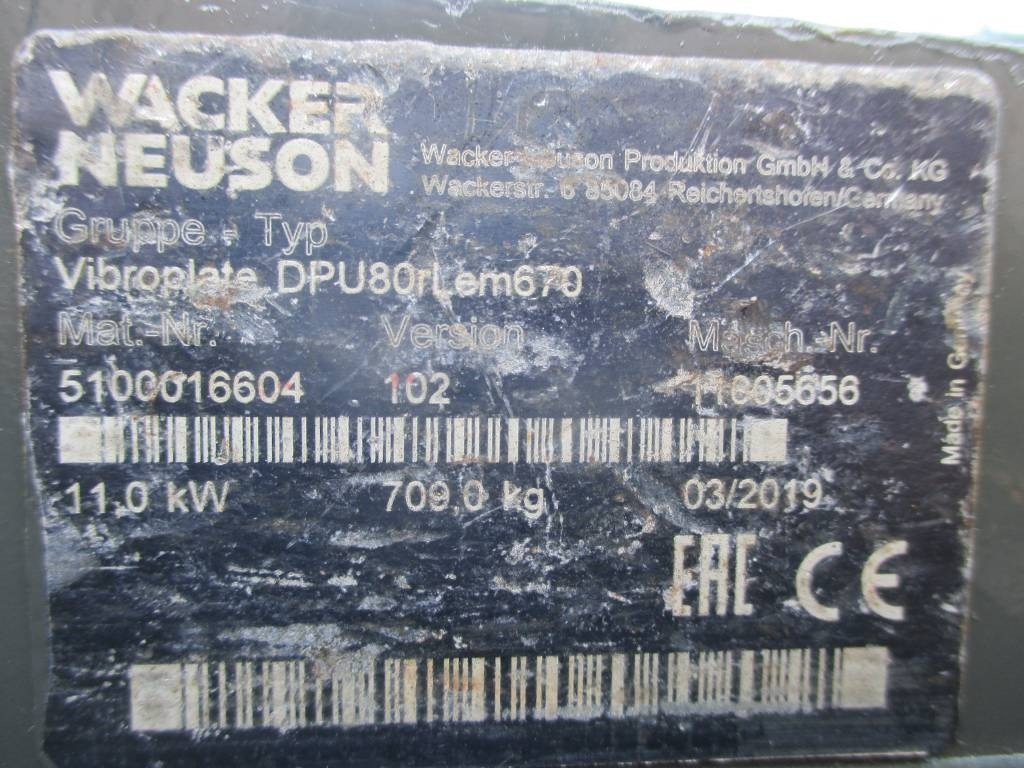 WACKER
NEUSON
Wacker Neuson Produktion GmbH & Co. KG
Wackerstr. 6 85084 Reichertshofen/Germany
Gruppe - Typ
Vibroplate DPU80rLem670
Mat.-Nr. Version Masch.-Nr.
5100016604 102
11,0 kW 709,0 kg 03/2019
Made in Germany
EAC CE